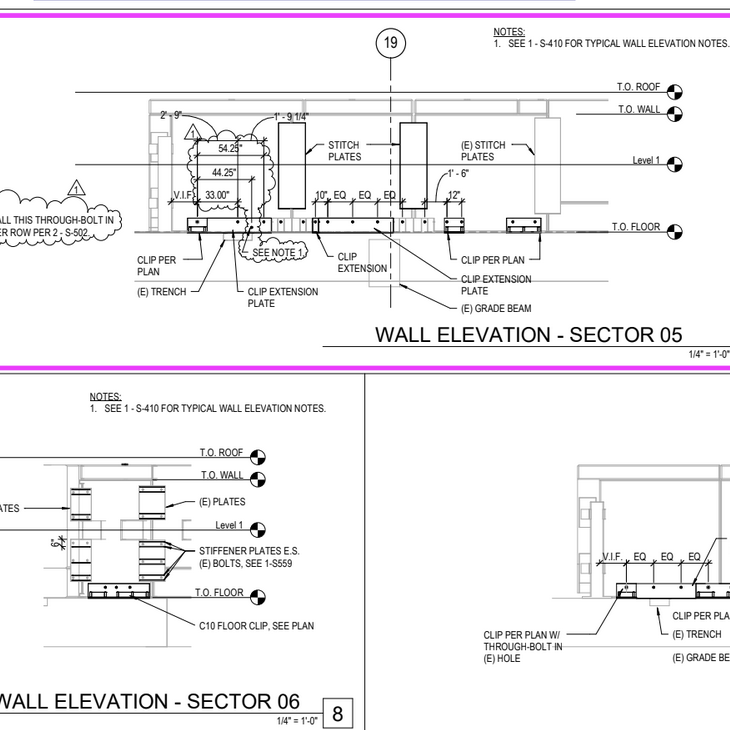 NOTES:
1. SEE 1 - S-410 FOR TYPICAL WALL ELEVATION NOTES.
19
T.O. ROOF
T.O. WALL
Level 1
T.O. FLOOR
2' - 9"
1' - 9 1/4"
1
54.25"
44.25"
V.I.F.
33.00"
STITCH
PLATES
(E) STITCH
PLATES
10"
EQ
EQ
EQ
1' - 6"
12"
1
ALL THIS THROUGH-BOLT IN
ER ROW PER 2 - S-502
CLIP PER
PLAN
SEE NOTE 1
(E) TRENCH
CLIP EXTENSION
PLATE
CLIP
EXTENSION
CLIP PER PLAN
CLIP EXTENSION
PLATE
(E) GRADE BEAM
WALL ELEVATION - SECTOR 05
1/4" = 1'-0"
NOTES:
1. SEE 1 - S-410 FOR TYPICAL WALL ELEVATION NOTES.
T.O. ROOF
T.O. WALL
Level 1
T.O. FLOOR
ATES
(E) PLATES
6"
STIFFENER PLATES E.S.
(E) BOLTS, SEE 1-S559
C10 FLOOR CLIP, SEE PLAN
WALL ELEVATION - SECTOR 06
1/4" = 1'-0"
8
V.I.F.
EQ
EQ
EQ
CLIP PER PLAN W/
THROUGH-BOLT IN
(E) HOLE
CLIP PER PLA
(E) TRENCH
(E) GRADE BE